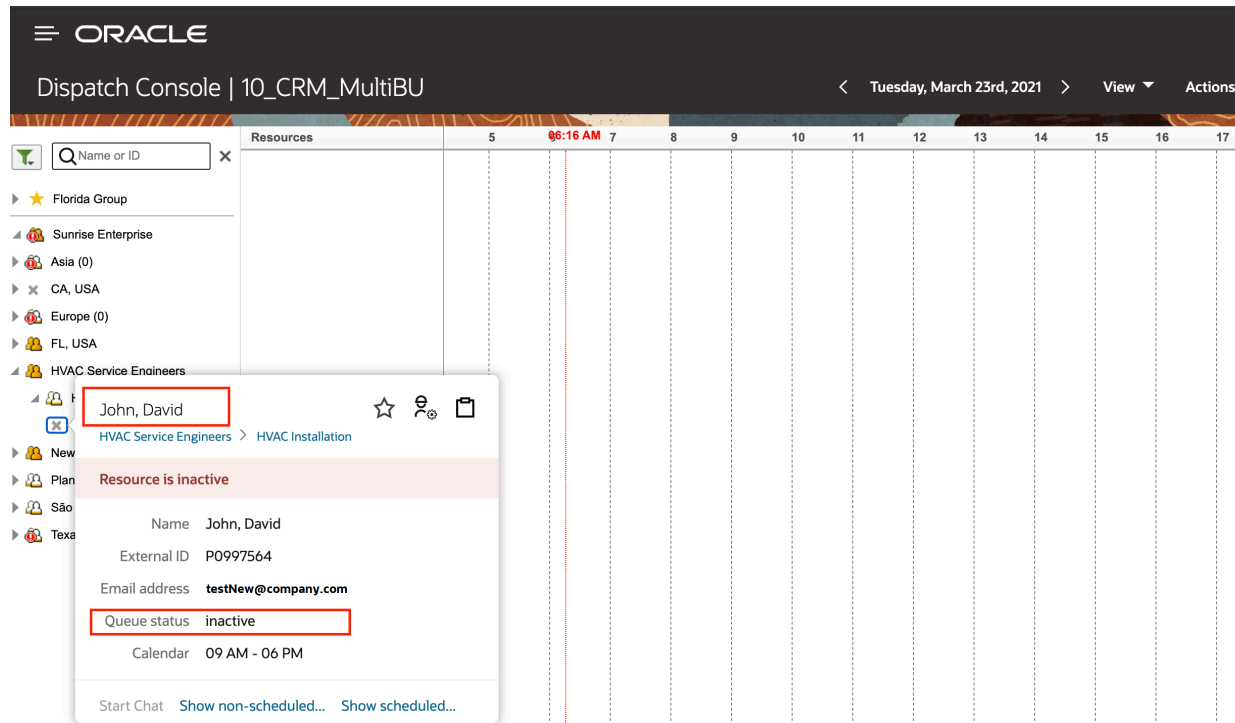 ORACLE
Dispatch Console | 10_CRM_MultiBU
Tuesday, March 23rd, 2021
View
Actions
Name or ID
Resources
5 06:16 AM 7 8 9 10 11 12 13 14 15 16 17
Florida Group
Sunrise Enterprise
Asia (0)
CA, USA
Europe (0)
FL, USA
HVAC Service Engineers
New
Plan
São
Texa
John, David
HVAC Service Engineers > HVAC Installation
Resource is inactive
Name John, David
External ID P0997564
Email address testNew@company.com
Queue status inactive
Calendar 09 AM - 06 PM
Start Chat Show non-scheduled... Show scheduled...